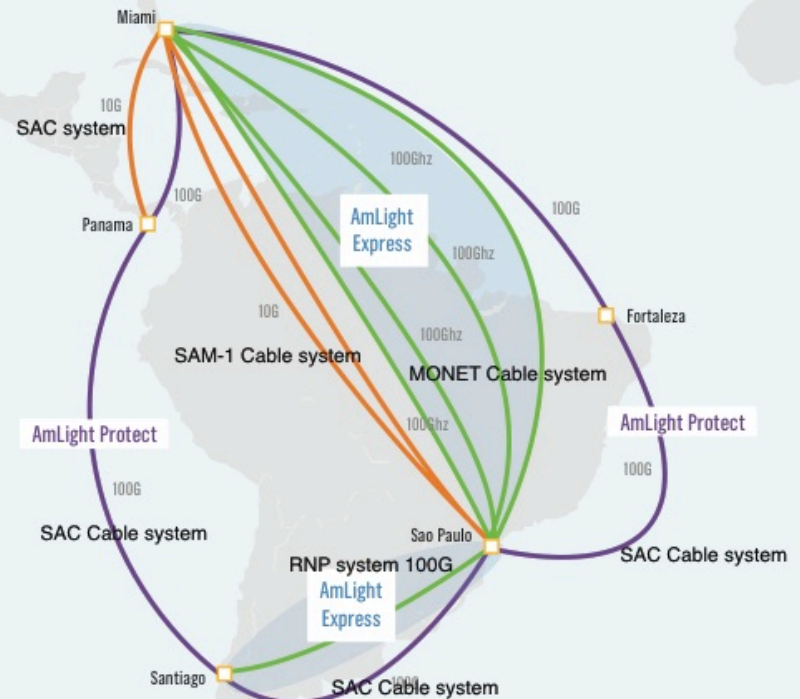 Miami
10G
SAC system
100Ghz
100G
100G
Panama
AmLight
Express
100Ghz
10G
Fortaleza
100Ghz
SAM-1 Cable system
MONET Cable system
AmLight Protect
100Ghz
AmLight Protect
100G
100G
SAC Cable system
Sao Paulo
SAC Cable system
RNP system 100G
AmLight
Express
Santiago
SAC Cable system